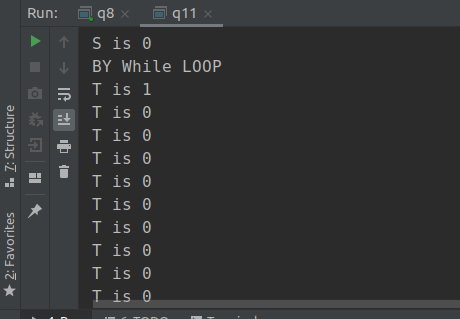 Run: q8 × q11 ×
S is 0
BY While LOOP
T is 1
T is 0
T is 0
T is 0
T is 0
T is 0
T is 0
T is 0
T is 0
T is 0
7: Structure
2: Favorites